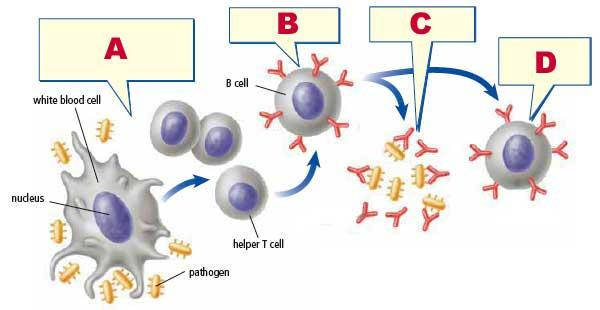 A
B
C
D
white blood cell
B cell
nucleus
helper T cell
pathogen